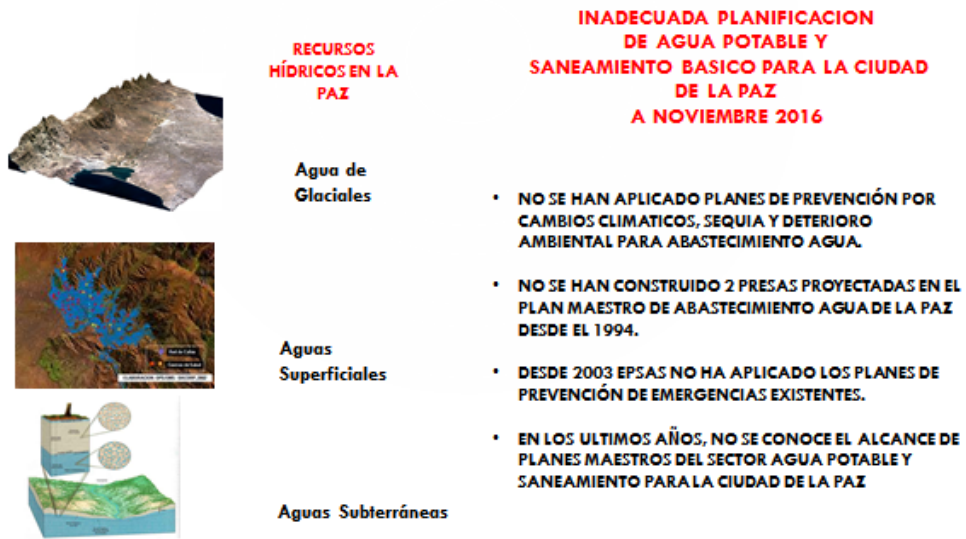 RECURSOS
HÍDRICOS EN LA
PAZ
Agua de
Glaciales
Aguas
Superficiales
Aguas Subterráneas
INADECUADA PLANIFICACION
DE AGUA POTABLE Y
SANEAMIENTO BASICO PARA LA CIUDAD
DE LA PAZ
A NOVIEMBRE 2016
• NO SE HAN APLICADO PLANES DE PREVENCIÓN POR
CAMBIOS CLIMATICOS, SEQUIA Y DETERIORO
AMBIENTAL PARA ABASTECIMIENTO AGUA.
• NO SE HAN CONSTRUIDO 2 PRESAS PROYECTADAS EN EL
PLAN MAESTRO DE ABASTECIMIENTO AGUA DE LA PAZ
DESDE EL 1994.
• DESDE 2003 EPSAS NO HA APLICADO LOS PLANES DE
PREVENCIÓN DE EMERGENCIAS EXISTENTES.
• EN LOS ULTIMOS AÑOS, NO SE CONOCE EL ALCANCE DE
PLANES MAESTROS DEL SECTOR AGUA POTABLE Y
SANEAMIENTO PARA LA CIUDAD DE LA PAZ